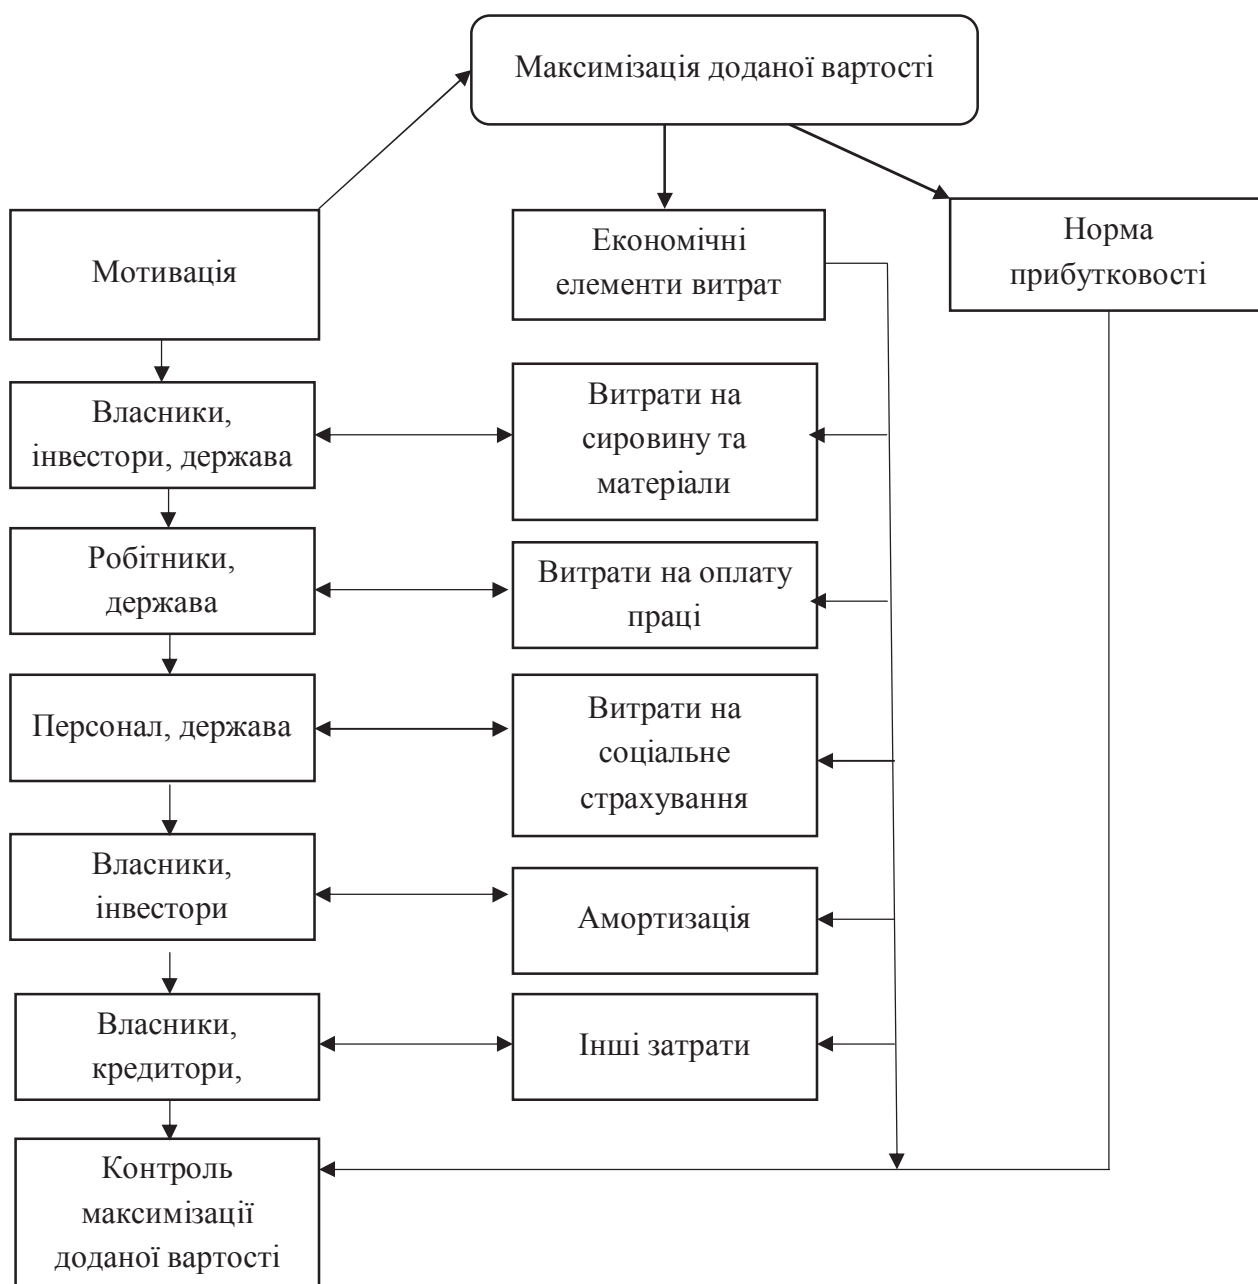 Максимізація доданої вартості
Мотивація
Економічні
елементи витрат
Норма
прибутковості
Власники,
інвестори, держава
Витрати на
сировину та
матеріали
Робітники,
держава
Витрати на оплату
праці
Персонал, держава
Витрати на
соціальне
страхування
Власники,
інвестори
Амортизація
Власники,
кредитори,
Інші затрати
Контроль
максимізації
доданої вартості